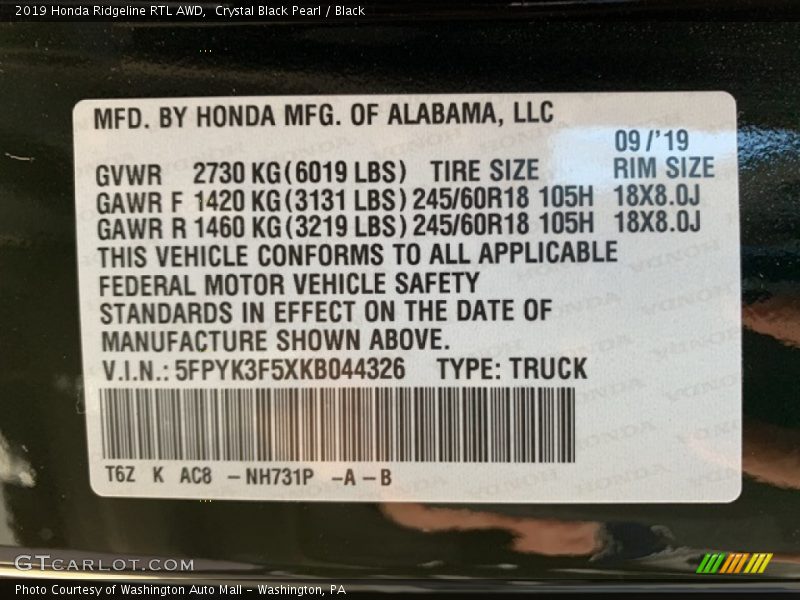 2019 Honda Ridgeline RTL AWD,  Crystal Black Pearl / Black
MFD. BY HONDA MFG. OF ALABAMA, LLC
09/'19
GVWR 2730 KG(6019 LBS) TIRE SIZE RIM SIZE
GAWR F 1420 KG(3131 LBS) 245/60R18 105H 18X8.0J
GAWR R 1460 KG(3219 LBS) 245/60R18 105H 18X8.0J
THIS VEHICLE CONFORMS TO ALL APPLICABLE
FEDERAL MOTOR VEHICLE SAFETY
STANDARDS IN EFFECT ON THE DATE OF
MANUFACTURE SHOWN ABOVE.
V.I.N.: 5FPYK3F5XKB044326 TYPE: TRUCK
T6Z K AC8 -NH731P -A-B
GTCARLOT.COM
Photo Courtesy of Washington Auto Mall - Washington, PA